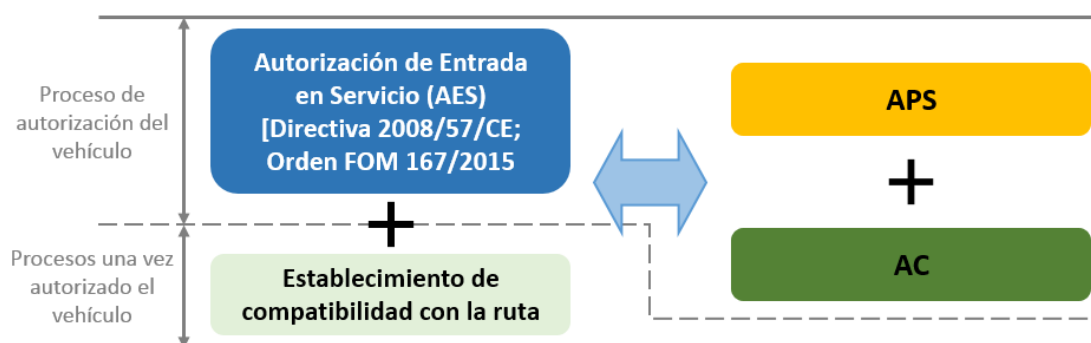 Proceso de
autorización del
vehículo
Autorización de Entrada
en Servicio (AES)
[Directiva 2008/57/CE;
Orden FOM 167/2015
APS
+
+
Procesos una vez
autorizado el
vehículo
Establecimiento de
compatibilidad con la ruta
AC